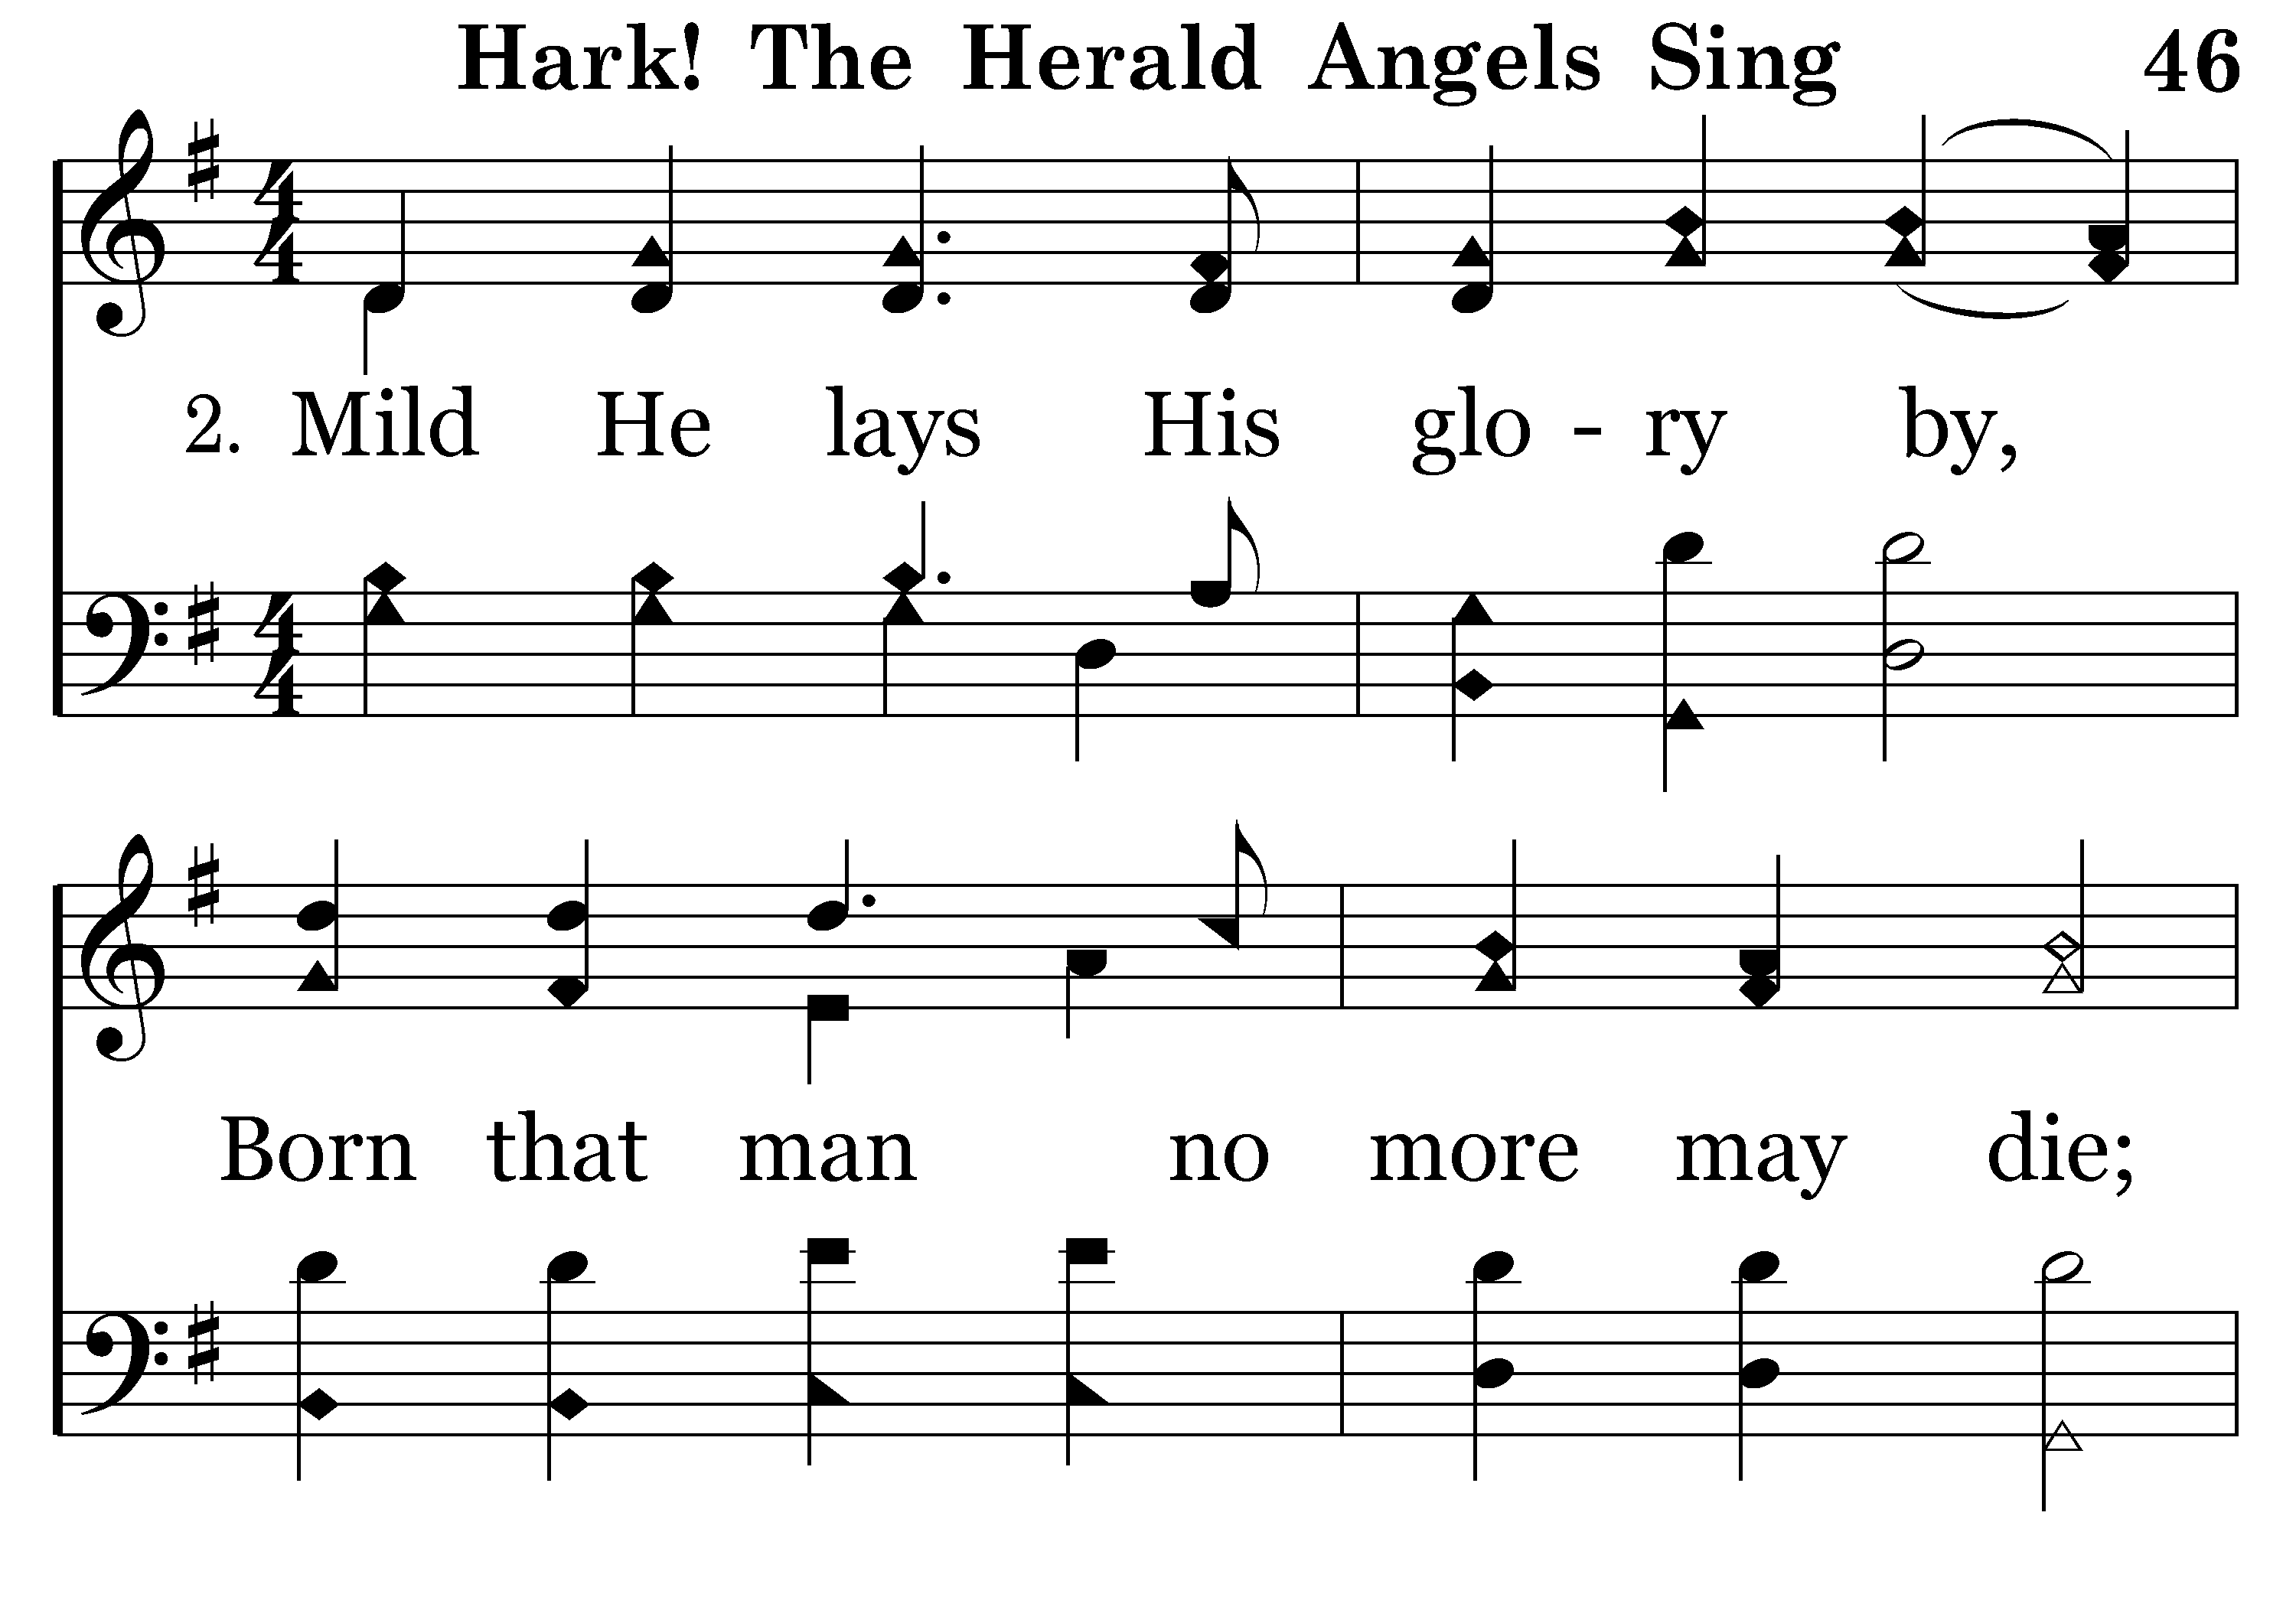 Hark! The Herald Angels Sing 46
2. Mild He lays His glo - ry by,
Born that man no more may die;